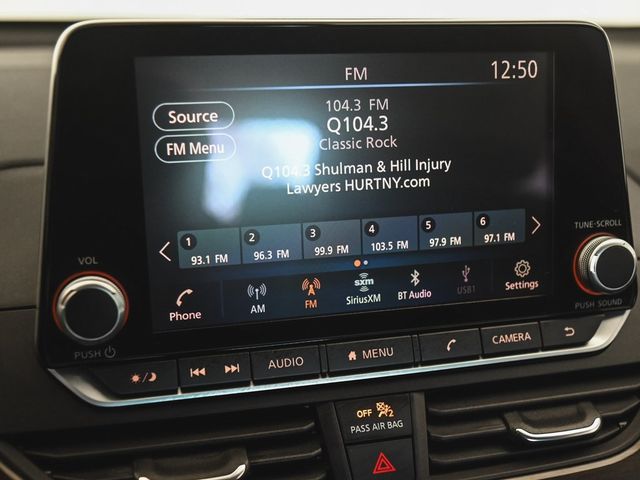 FM
12:50
Source
FM Menu
104.3 FM
Q104.3
Classic Rock
Q104.3 Shulman & Hill Injury
Lawyers HURTNY.com
1 93.1 FM
2 96.3 FM
3 99.9 FM
4 103.5 FM
5 97.9 FM
6 97.1 FM
Phone
AM
FM
sxm
SiriusXM
BT Audio
USB1
Settings
VOL
PUSH
TUNE·SCROLL
PUSH SOUND
AUDIO
MENU
CAMERA
OFF 2
PASS AIR BAG